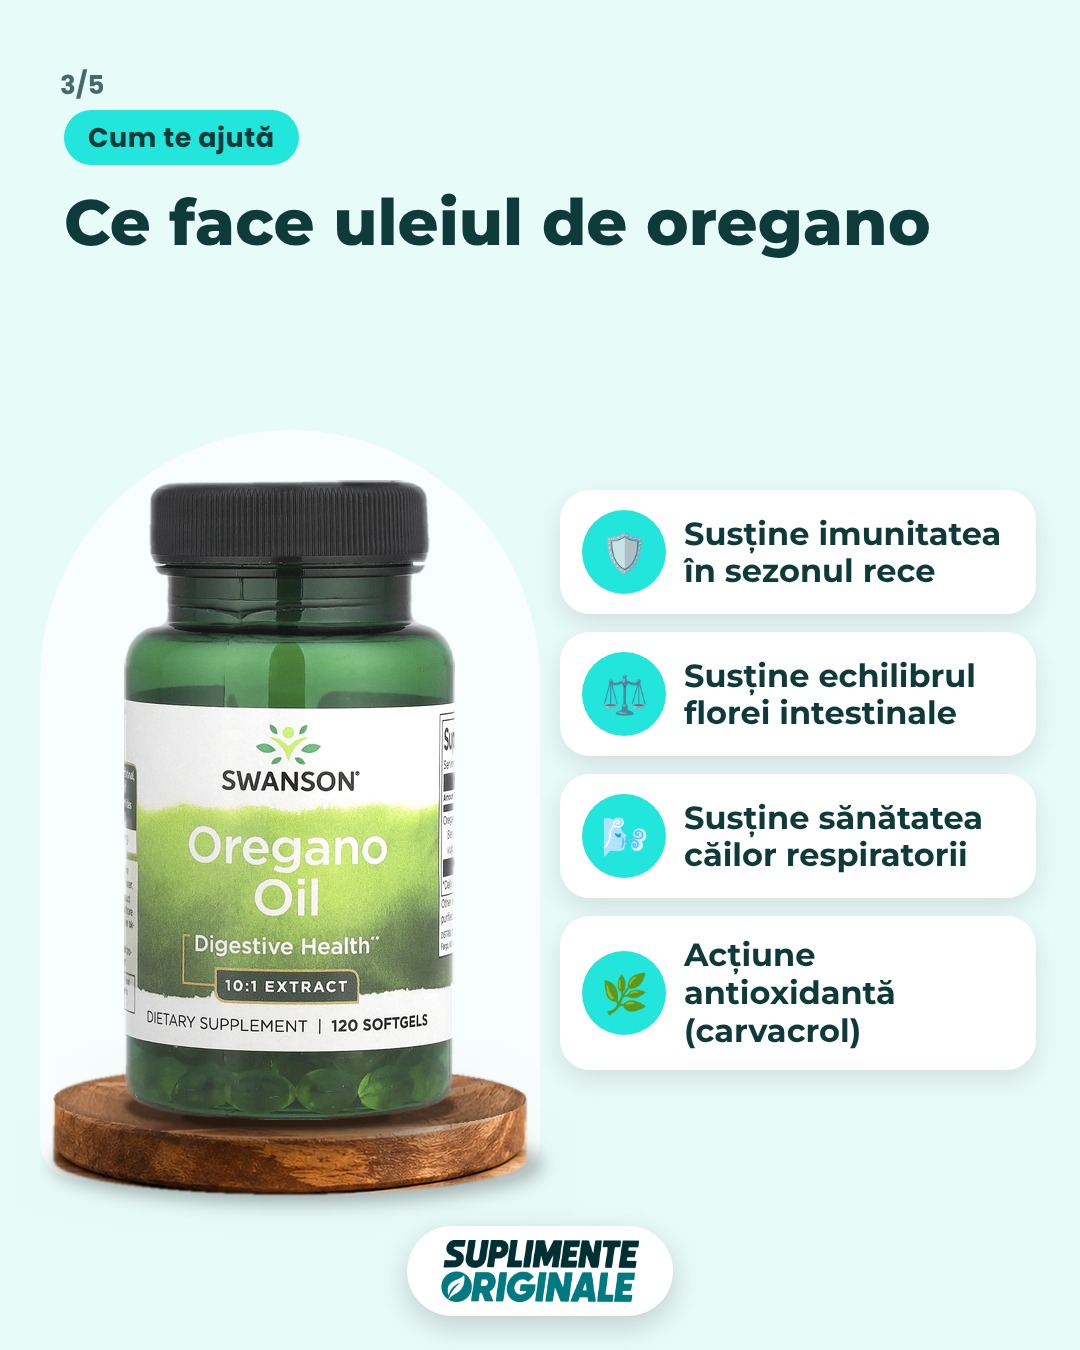 3/5
Cum te ajută
Ce face uleiul de oregano
SWANSON
Oregano
Oil
Digestive Health
10:1 EXTRACT
DIETARY SUPPLEMENT | 120 SOFTGELS
Susține imunitatea
în sezonul rece
Susține echilibrul
florei intestinale
Susține sănătatea
căilor respiratorii
Acțiune
antioxidantă
(carvacrol)
SUPLIMENTE
ORIGINALE